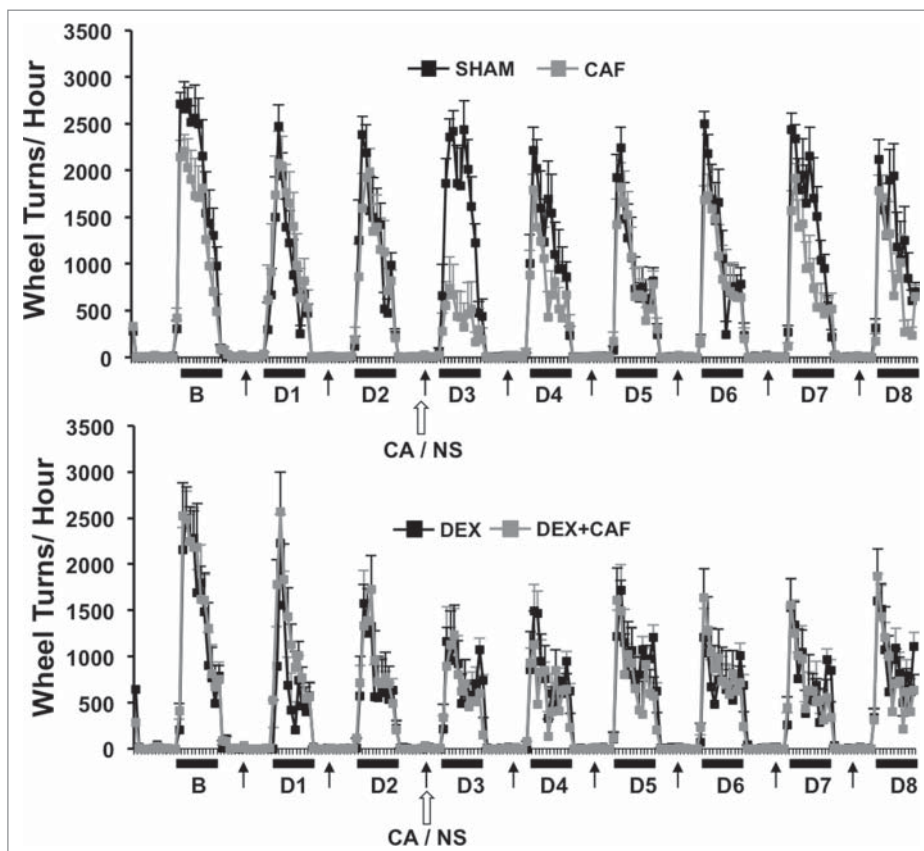 3500
3000
2500
2000
1500
1000
500
0
Wheel Turns/ Hour
SHAM CAF
B D1 D2 D3 D4 D5 D6 D7 D8
CA / NS
3500
3000
2500
2000
1500
1000
500
0
Wheel Turns/ Hour
DEX DEX+CAF
B D1 D2 D3 D4 D5 D6 D7 D8
CA / NS